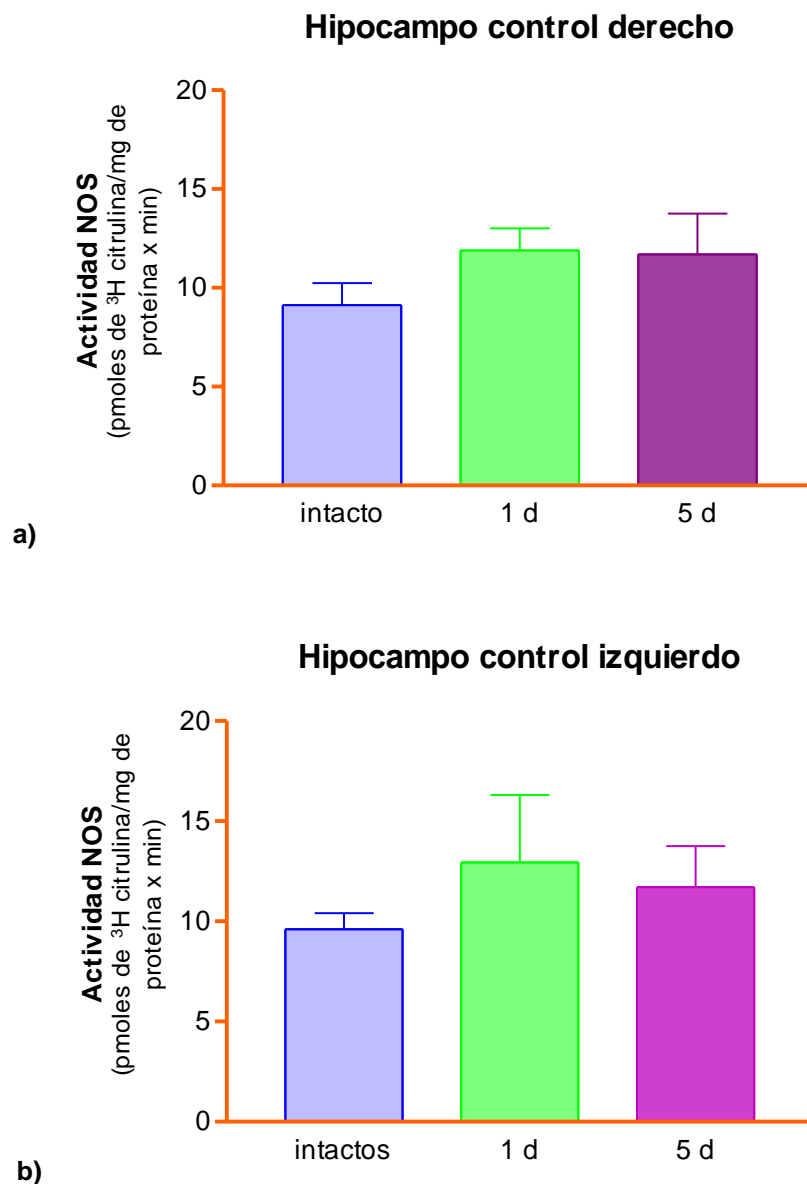 Hipocampo control derecho
20
15
10
5
0
Actividad NOS
(pmoles de ³H citrulina/mg de
proteína x min)
intacto 1 d 5 d
a)
Hipocampo control izquierdo
20
15
10
5
0
Actividad NOS
(pmoles de ³H citrulina/mg de
proteína x min)
intactos 1 d 5 d
b)